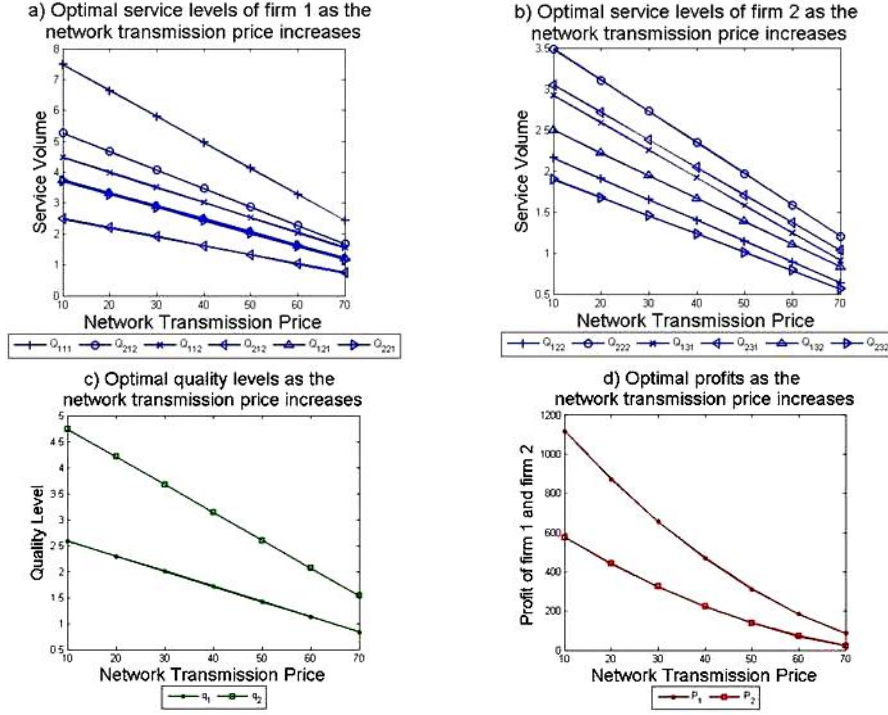 a) Optimal service levels of firm 1 as the
network transmission price increases
8
7
6
5
4
3
2
1
0
Service Volume
10 20 30 40 50 60 70
Network Transmission Price
Q111 Q212 Q112 Q212 Q121 Q221
b) Optimal service levels of firm 2 as the
network transmission price increases
3.5
3
2.5
2
1.5
1
0.5
Service Volume
10 20 30 40 50 60 70
Network Transmission Price
Q122 Q222 Q131 Q231 Q132 Q232
c) Optimal quality levels as the
network transmission price increases
5
4.5
4
3.5
3
2.5
2
1.5
1
0.5
Quality Level
10 20 30 40 50 60 70
Network Transmission Price
q1 q2
d) Optimal profits as the
network transmission price increases
1200
1000
800
600
400
200
0
Profit of firm 1 and firm 2
10 20 30 40 50 60 70
Network Transmission Price
P1 P2